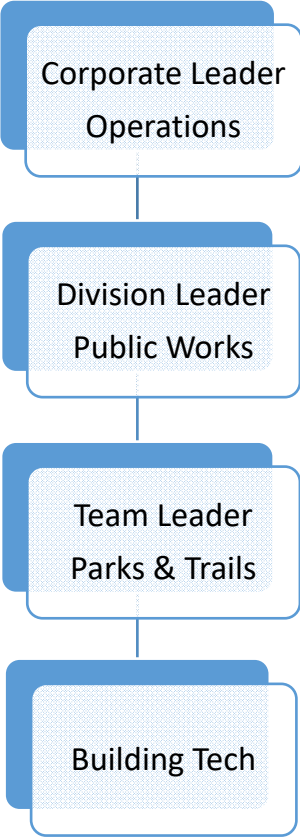 Corporate Leader
Operations
Division Leader
Public Works
Team Leader
Parks & Trails
Building Tech